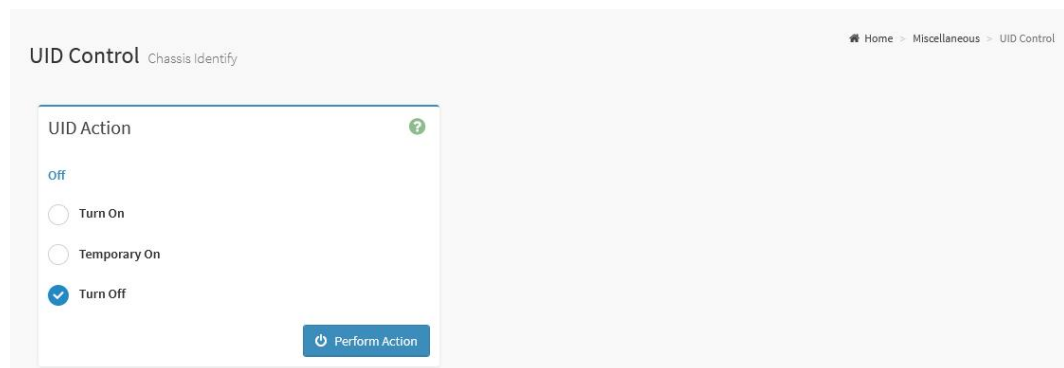 Home > Miscellaneous > UID Control
UID Control Chassis Identify
UID Action
Off
Turn On
Temporary On
Turn Off
Perform Action